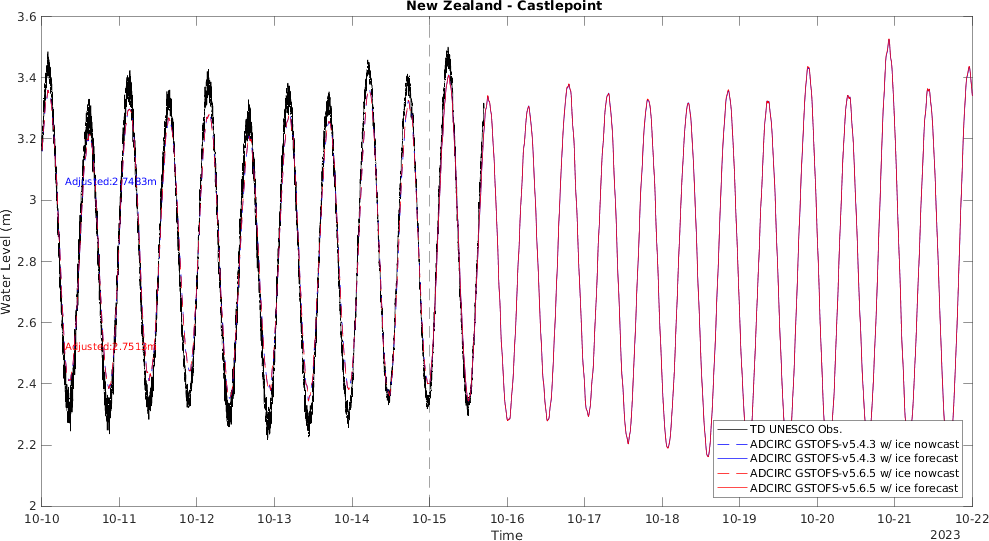 New Zealand - Castlepoint
3.6
3.4
3.2
3
2.8
2.6
2.4
2.2
2
Water Level (m)
Adjusted:2.7483m
Adjusted:2.7513m
TD UNESCO Obs.
ADCIRC GSTOFS-v5.4.3 w/ ice nowcast
ADCIRC GSTOFS-v5.4.3 w/ ice forecast
ADCIRC GSTOFS-v5.6.5 w/ ice nowcast
ADCIRC GSTOFS-v5.6.5 w/ ice forecast
10-10 10-11 10-12 10-13 10-14 10-15 10-16 10-17 10-18 10-19 10-20 10-21 10-22
Time
2023